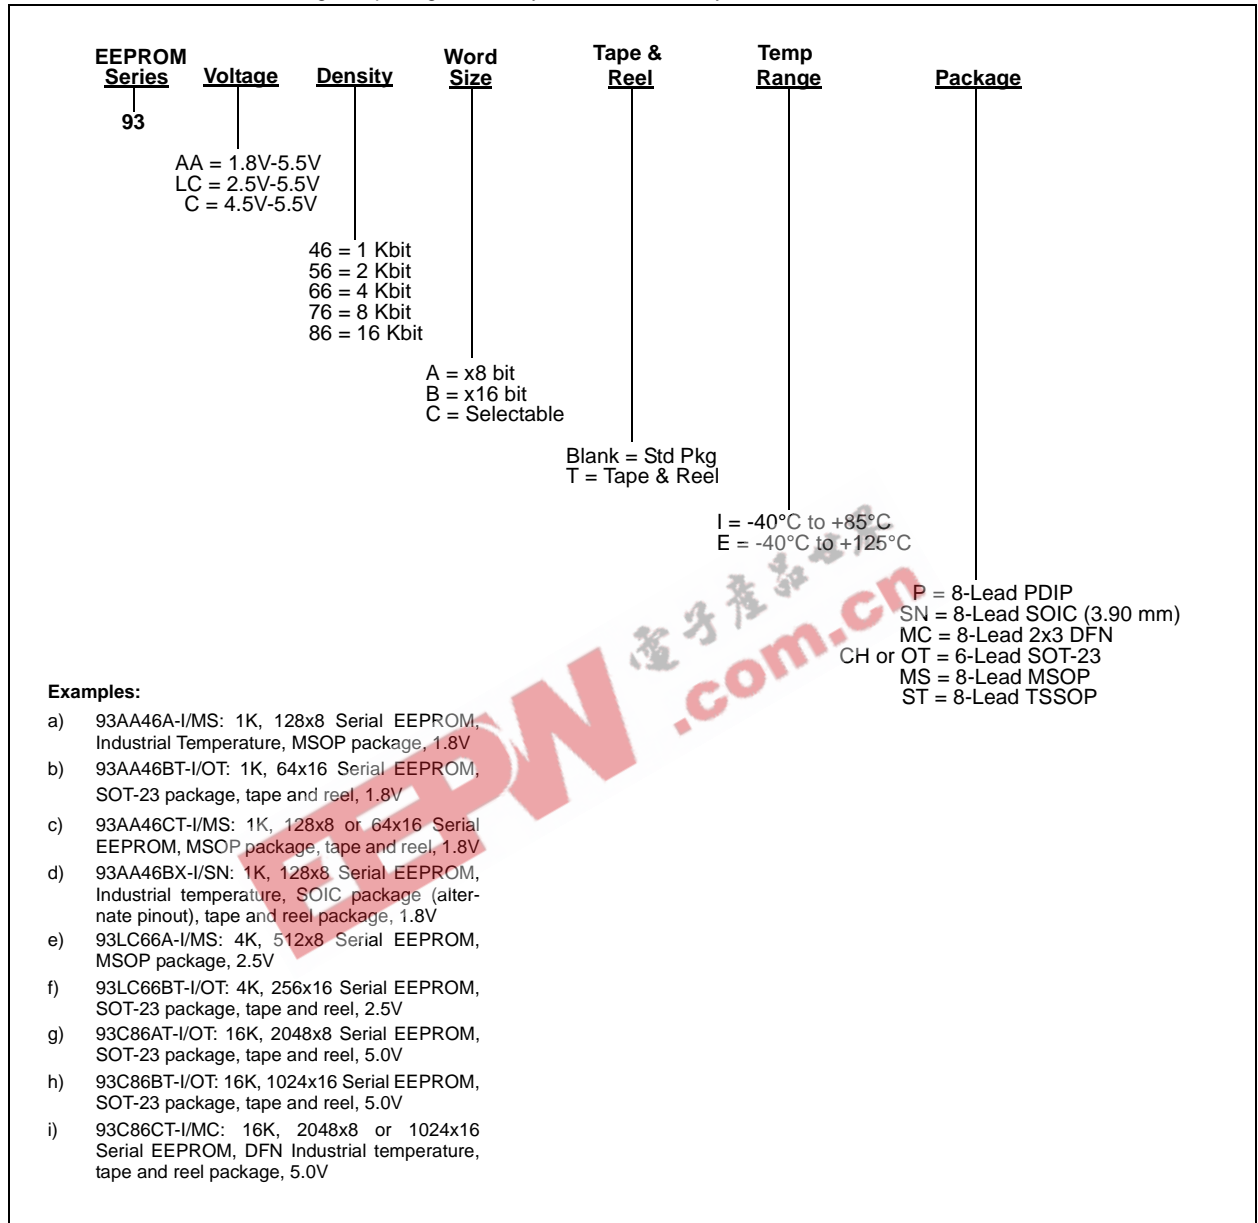 EEPROM
Series
Voltage
Density
Word
Size
Tape &
Reel
Temp
Range
Package
93
AA = 1.8V-5.5V
LC = 2.5V-5.5V
C = 4.5V-5.5V
46 = 1 Kbit
56 = 2 Kbit
66 = 4 Kbit
76 = 8 Kbit
86 = 16 Kbit
A = x8 bit
B = x16 bit
C = Selectable
Blank = Std Pkg
T = Tape & Reel
I = -40°C to +85°C
E = -40°C to +125°C
P = 8-Lead PDIP
SN = 8-Lead SOIC (3.90 mm)
MC = 8-Lead 2x3 DFN
CH or OT = 6-Lead SOT-23
MS = 8-Lead MSOP
ST = 8-Lead TSSOP
Examples:
a) 93AA46A-I/MS: 1K, 128x8 Serial EEPROM,
Industrial Temperature, MSOP package, 1.8V
b) 93AA46BT-I/OT: 1K, 64x16 Serial EEPROM,
SOT-23 package, tape and reel, 1.8V
c) 93AA46CT-I/MS: 1K, 128x8 or 64x16 Serial
EEPROM, MSOP package, tape and reel, 1.8V
d) 93AA46BX-I/SN: 1K, 128x8 Serial EEPROM,
Industrial temperature, SOIC package (alter-
nate pinout), tape and reel package, 1.8V
e) 93LC66A-I/MS: 4K, 512x8 Serial EEPROM,
MSOP package, 2.5V
f) 93LC66BT-I/OT: 4K, 256x16 Serial EEPROM,
SOT-23 package, tape and reel, 2.5V
g) 93C86AT-I/OT: 16K, 2048x8 Serial EEPROM,
SOT-23 package, tape and reel, 5.0V
h) 93C86BT-I/OT: 16K, 1024x16 Serial EEPROM,
SOT-23 package, tape and reel, 5.0V
i) 93C86CT-I/MC: 16K, 2048x8 or 1024x16
Serial EEPROM, DFN Industrial temperature,
tape and reel package, 5.0V
EEPW
.com.cn
電子產品世界